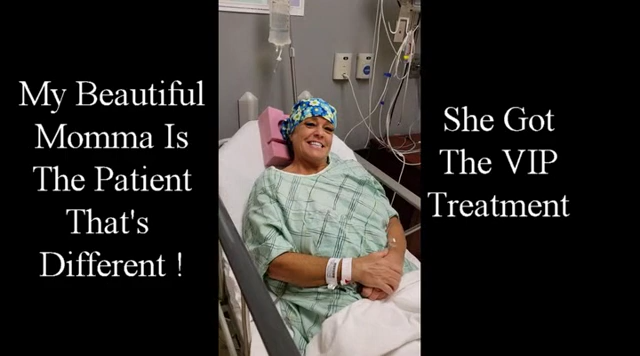 My Beautiful
Momma Is
The Patient
That's
Different !
She Got
The VIP
Treatment